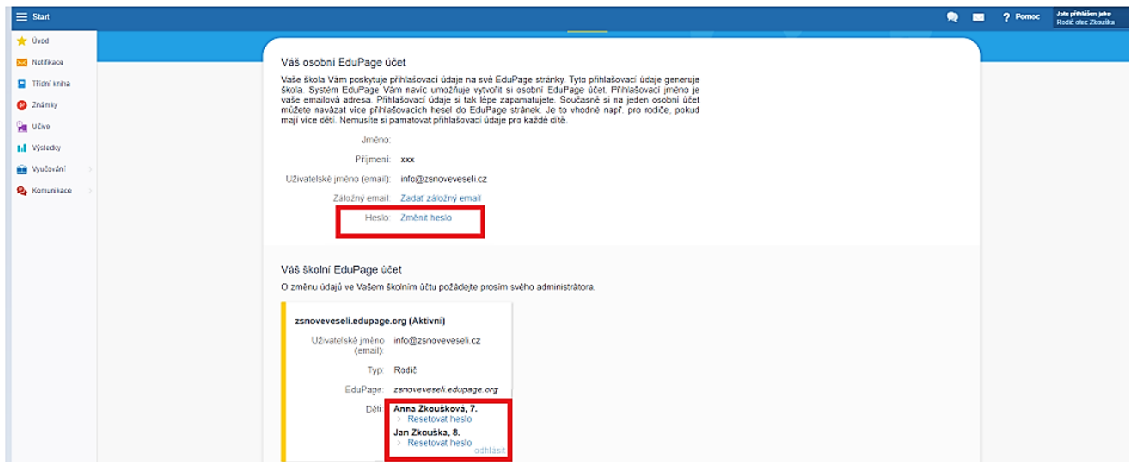 Start
? Pomoc
Jste přihlášen jako
Rodič otec Zkouška
Úvod
Notifikace
Třídní kniha
Známky
Učivo
Výsledky
Vyučování
Komunikace
Váš osobní EduPage účet
Vaše škola Vám poskytuje přihlašovací údaje na své EduPage stránky. Tyto přihlašovací údaje generuje
škola. Systém EduPage Vám navíc umožňuje vytvořit si osobní EduPage účet. Přihlašovací jméno je
vaše emailová adresa. Přihlašovací údaje si tak lépe zapamatujete. Současně si na jeden osobní účet
můžete navázat více přihlašovacích hesel do EduPage stránek. Je to vhodné např. pro rodiče, pokud
mají více dětí. Nemusíte si pamatovat přihlašovací údaje pro každé dítě.
Jméno:
Příjmení: xxx
Uživatelské jméno (email): info@zsnoveveseli.cz
Záložný email: Zadat záložný email
Heslo: Změnit heslo
Váš školní EduPage účet
O změnu údajů ve Vašem školním účtu požádejte prosím svého administrátora.
zsnoveveseli.edupage.org (Aktivní)
Uživatelské jméno info@zsnoveveseli.cz
(email):
Typ: Rodič
EduPage: zsnoveveseli.edupage.org
Děti: Anna Zkoušková, 7.
Resetovat heslo
Jan Zkouška, 8.
Resetovat heslo
odhlásit